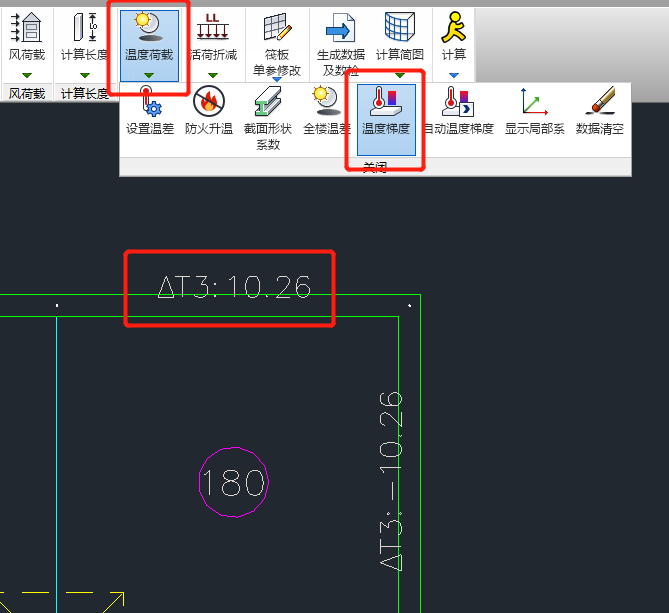 LL
Lo
风荷载
计算长度
温度荷载
活荷折减
筏板
单参修改
生成数据
及数检
计算简图
计算
风荷载
计算长度
设置温差
防火升温
截面形状
系数
全楼温差
温度梯度
自动温度梯度
显示局部系
数据清空
关闭
ΔT3:10.26
ΔT3:-10.26
180